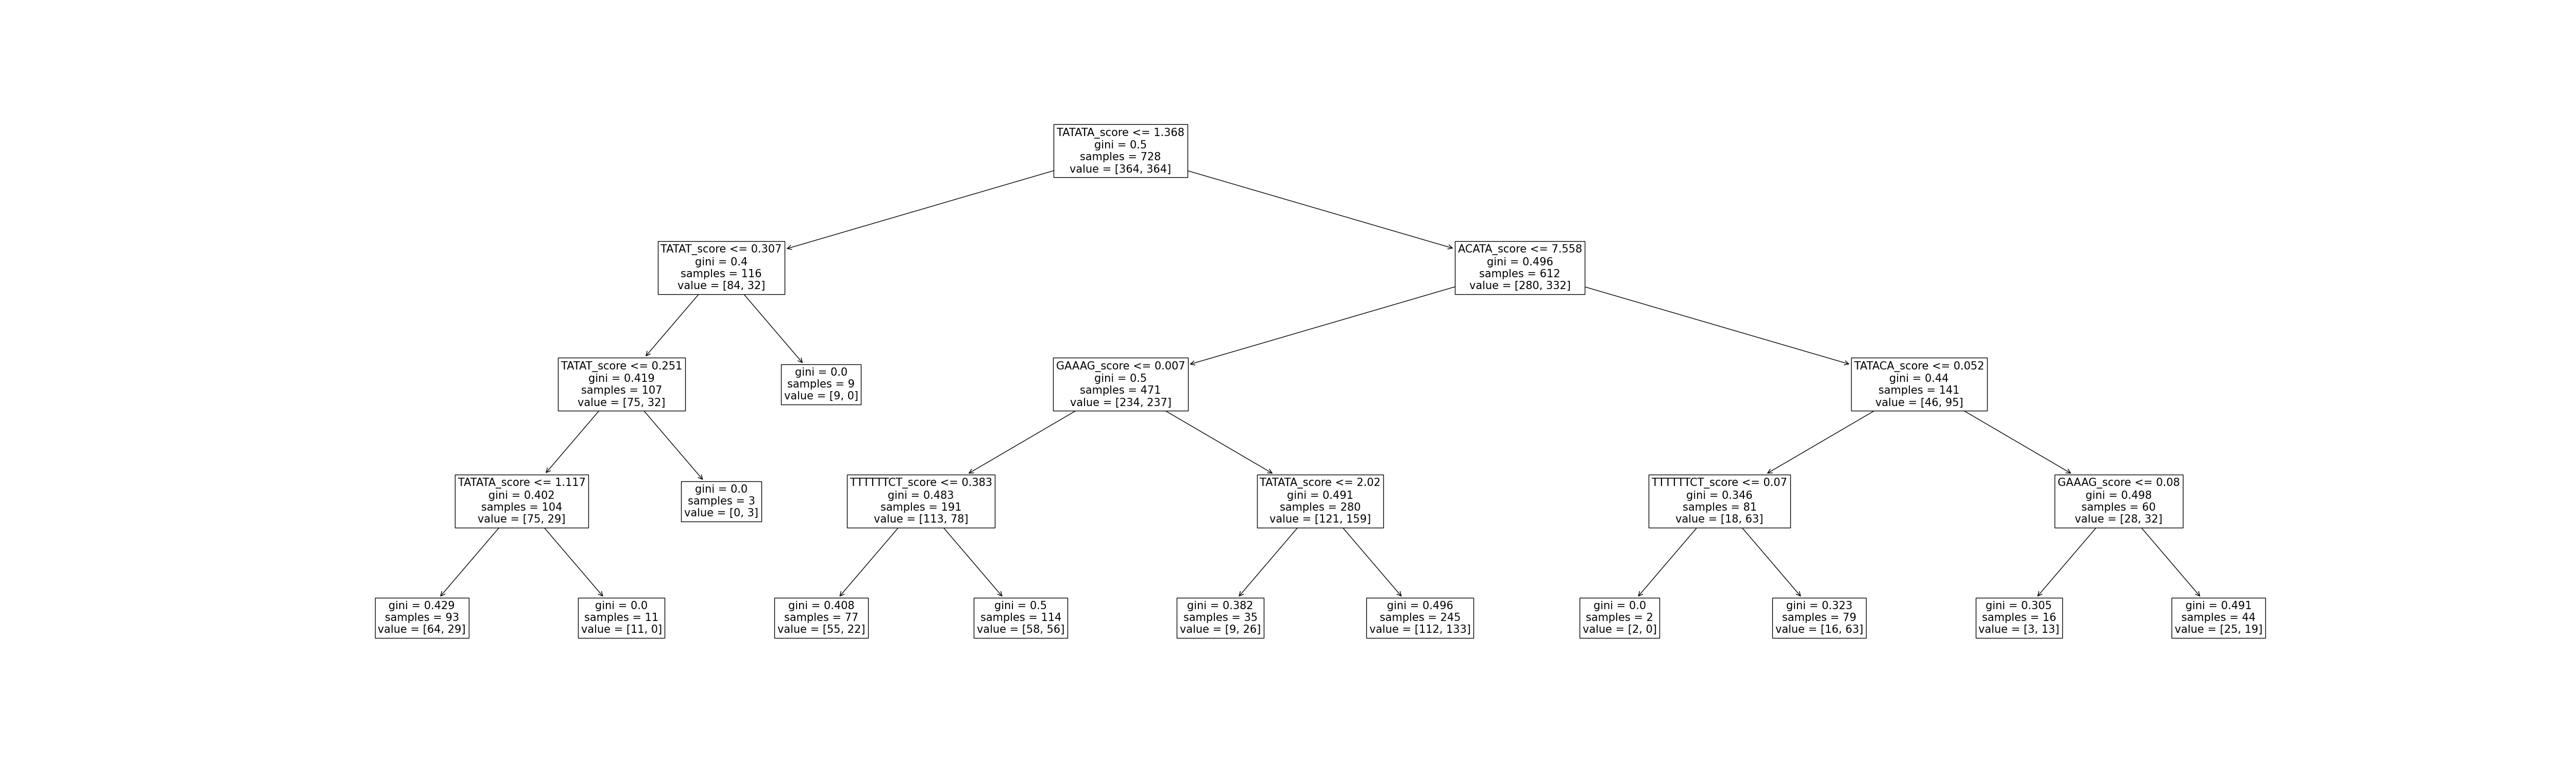 TATATA_score <= 1.368
gini = 0.5
samples = 728
value = [364, 364]
TATAT_score <= 0.307
gini = 0.4
samples = 116
value = [84, 32]
ACATA_score <= 7.558
gini = 0.496
samples = 612
value = [280, 332]
TATAT_score <= 0.251
gini = 0.419
samples = 107
value = [75, 32]
gini = 0.0
samples = 9
value = [9, 0]
GAAAG_score <= 0.007
gini = 0.5
samples = 471
value = [234, 237]
TATACA_score <= 0.052
gini = 0.44
samples = 141
value = [46, 95]
TATATA_score <= 1.117
gini = 0.402
samples = 104
value = [75, 29]
gini = 0.0
samples = 3
value = [0, 3]
TTTTTTCT_score <= 0.383
gini = 0.483
samples = 191
value = [113, 78]
TATATA_score <= 2.02
gini = 0.491
samples = 280
value = [121, 159]
TTTTTTCT_score <= 0.07
gini = 0.346
samples = 81
value = [18, 63]
GAAAG_score <= 0.08
gini = 0.498
samples = 60
value = [28, 32]
gini = 0.429
samples = 93
value = [64, 29]
gini = 0.0
samples = 11
value = [11, 0]
gini = 0.408
samples = 77
value = [55, 22]
gini = 0.5
samples = 114
value = [58, 56]
gini = 0.382
samples = 35
value = [9, 26]
gini = 0.496
samples = 245
value = [112, 133]
gini = 0.0
samples = 2
value = [2, 0]
gini = 0.323
samples = 79
value = [16, 63]
gini = 0.305
samples = 16
value = [3, 13]
gini = 0.491
samples = 44
value = [25, 19]